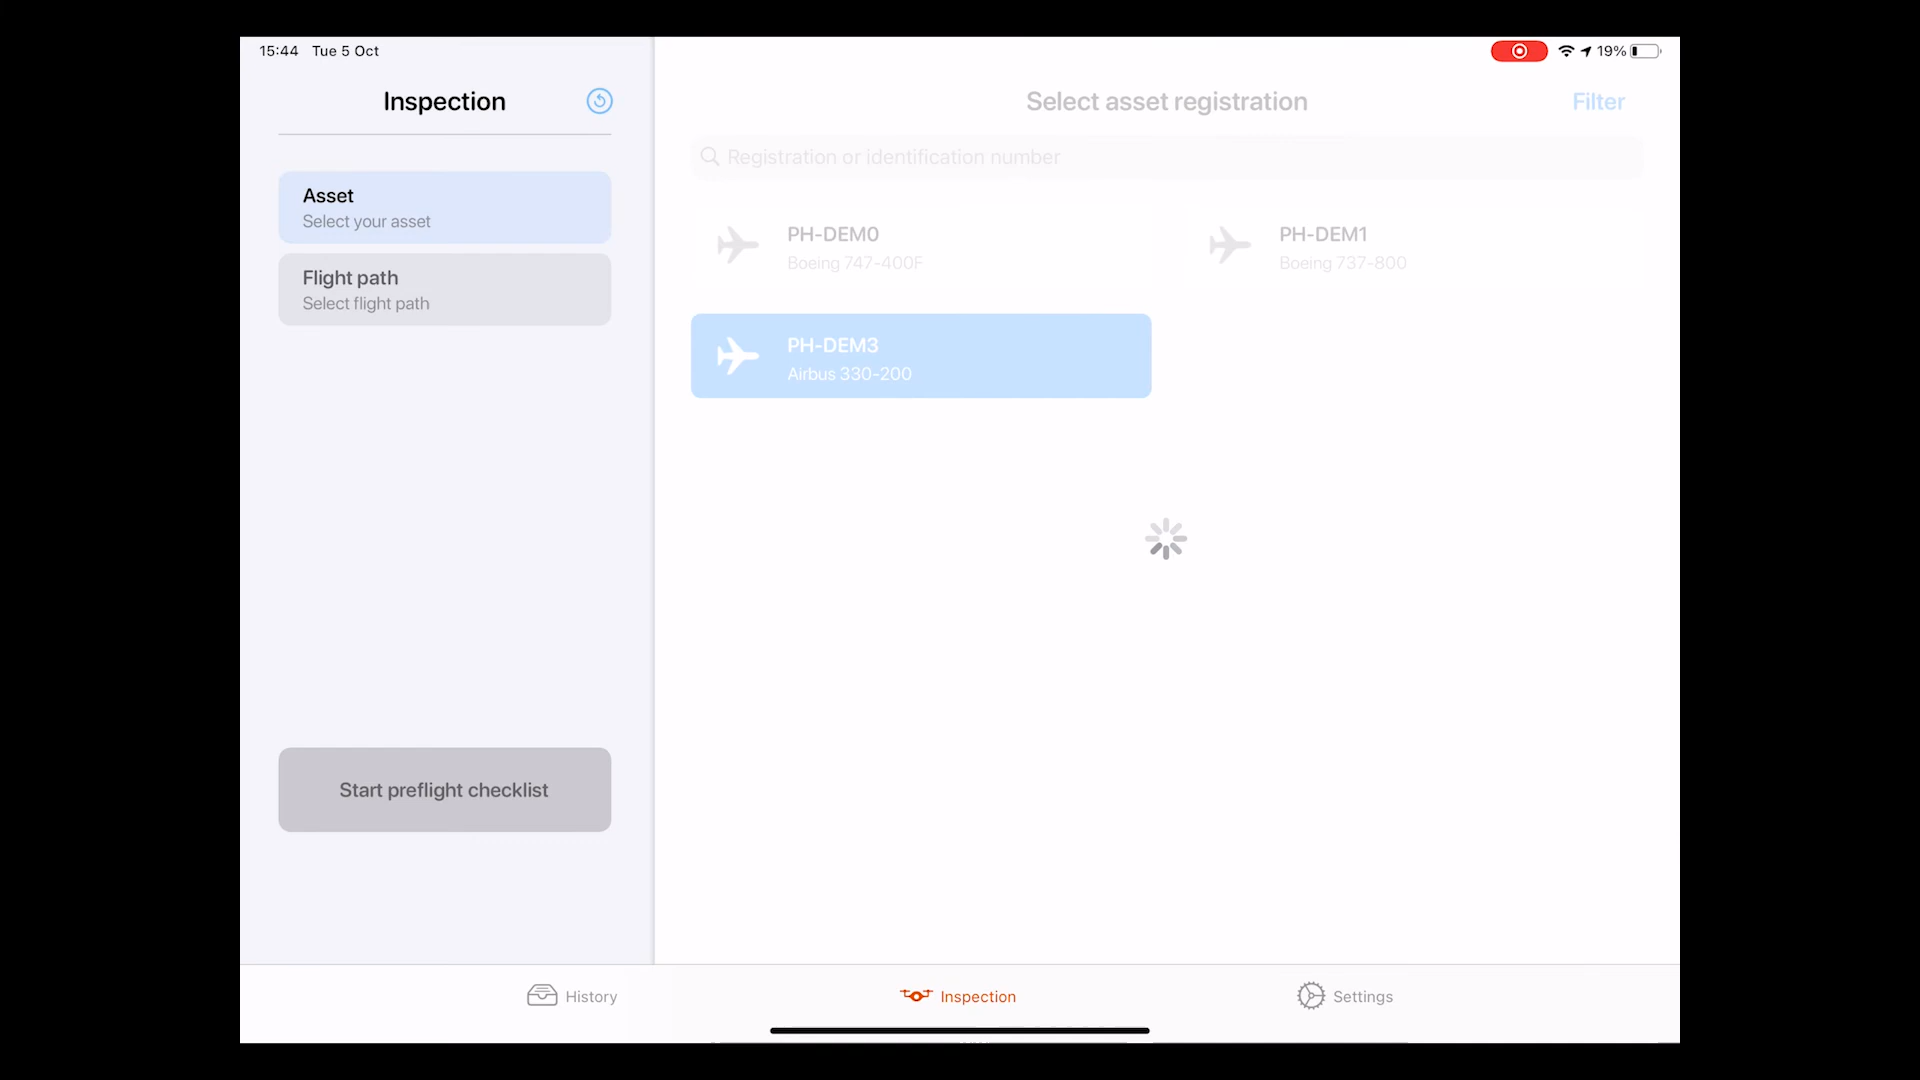 15:44 Tue 5 Oct
19%
Inspection
Select asset registration
Filter
Registration or identification number
Asset
Select your asset
Flight path
Select flight path
PH-DEM0
Boeing 747-400F
PH-DEM1
Boeing 737-800
PH-DEM3
Airbus 330-200
Start preflight checklist
History
Inspection
Settings